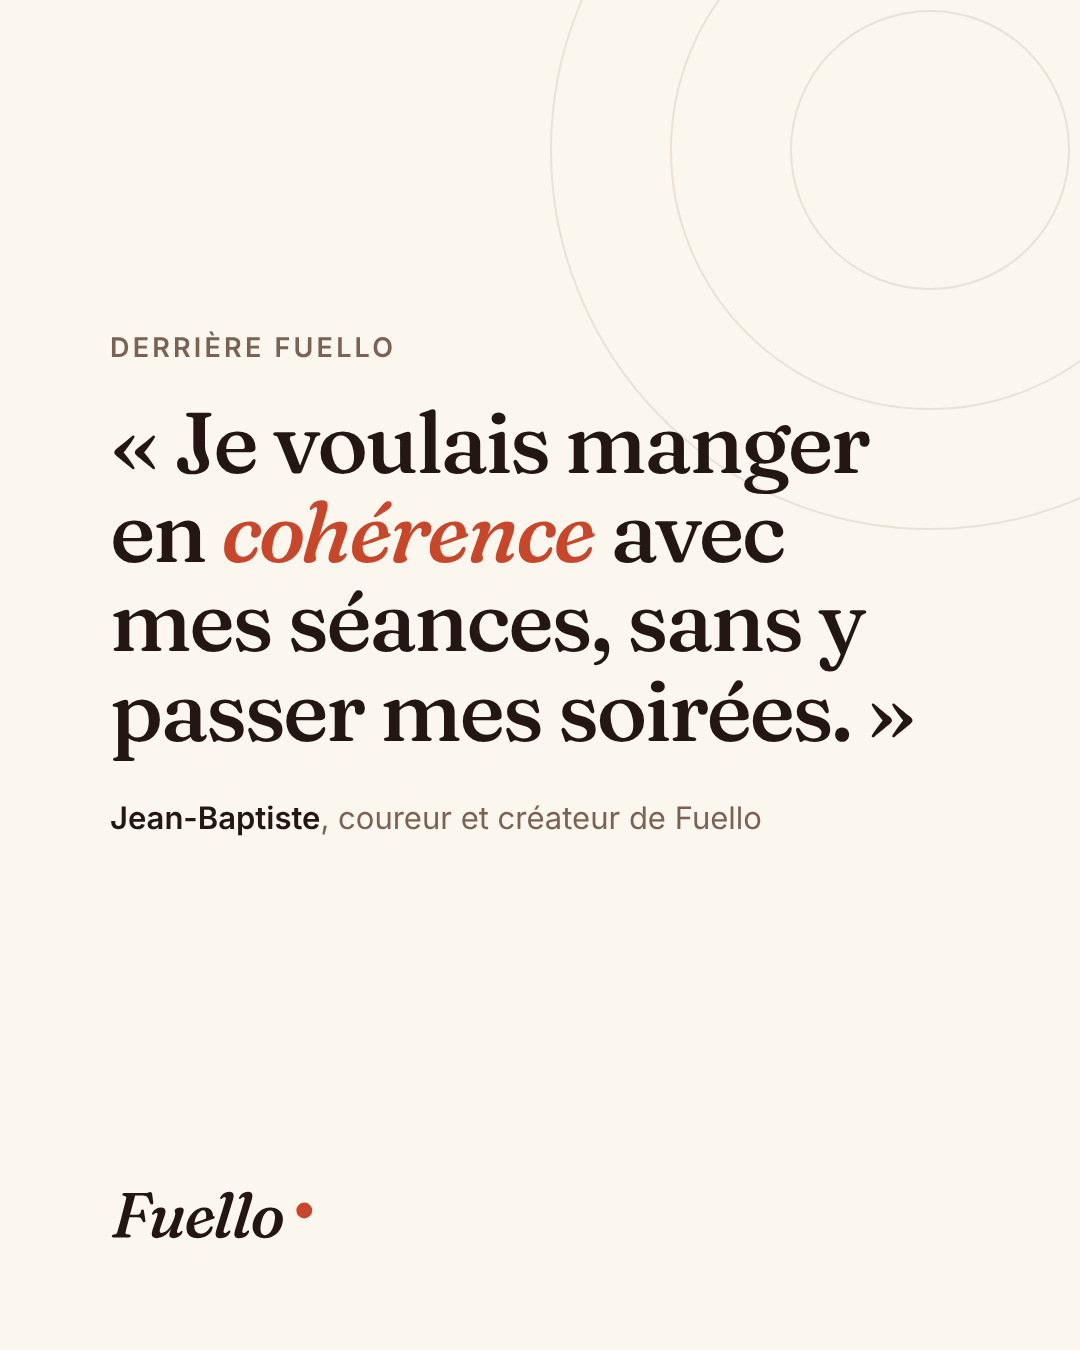 DERRIÈRE FUELLO
« Je voulais manger
en cohérence avec
mes séances, sans y
passer mes soirées. »
Jean-Baptiste, coureur et créateur de Fuello
Fuello